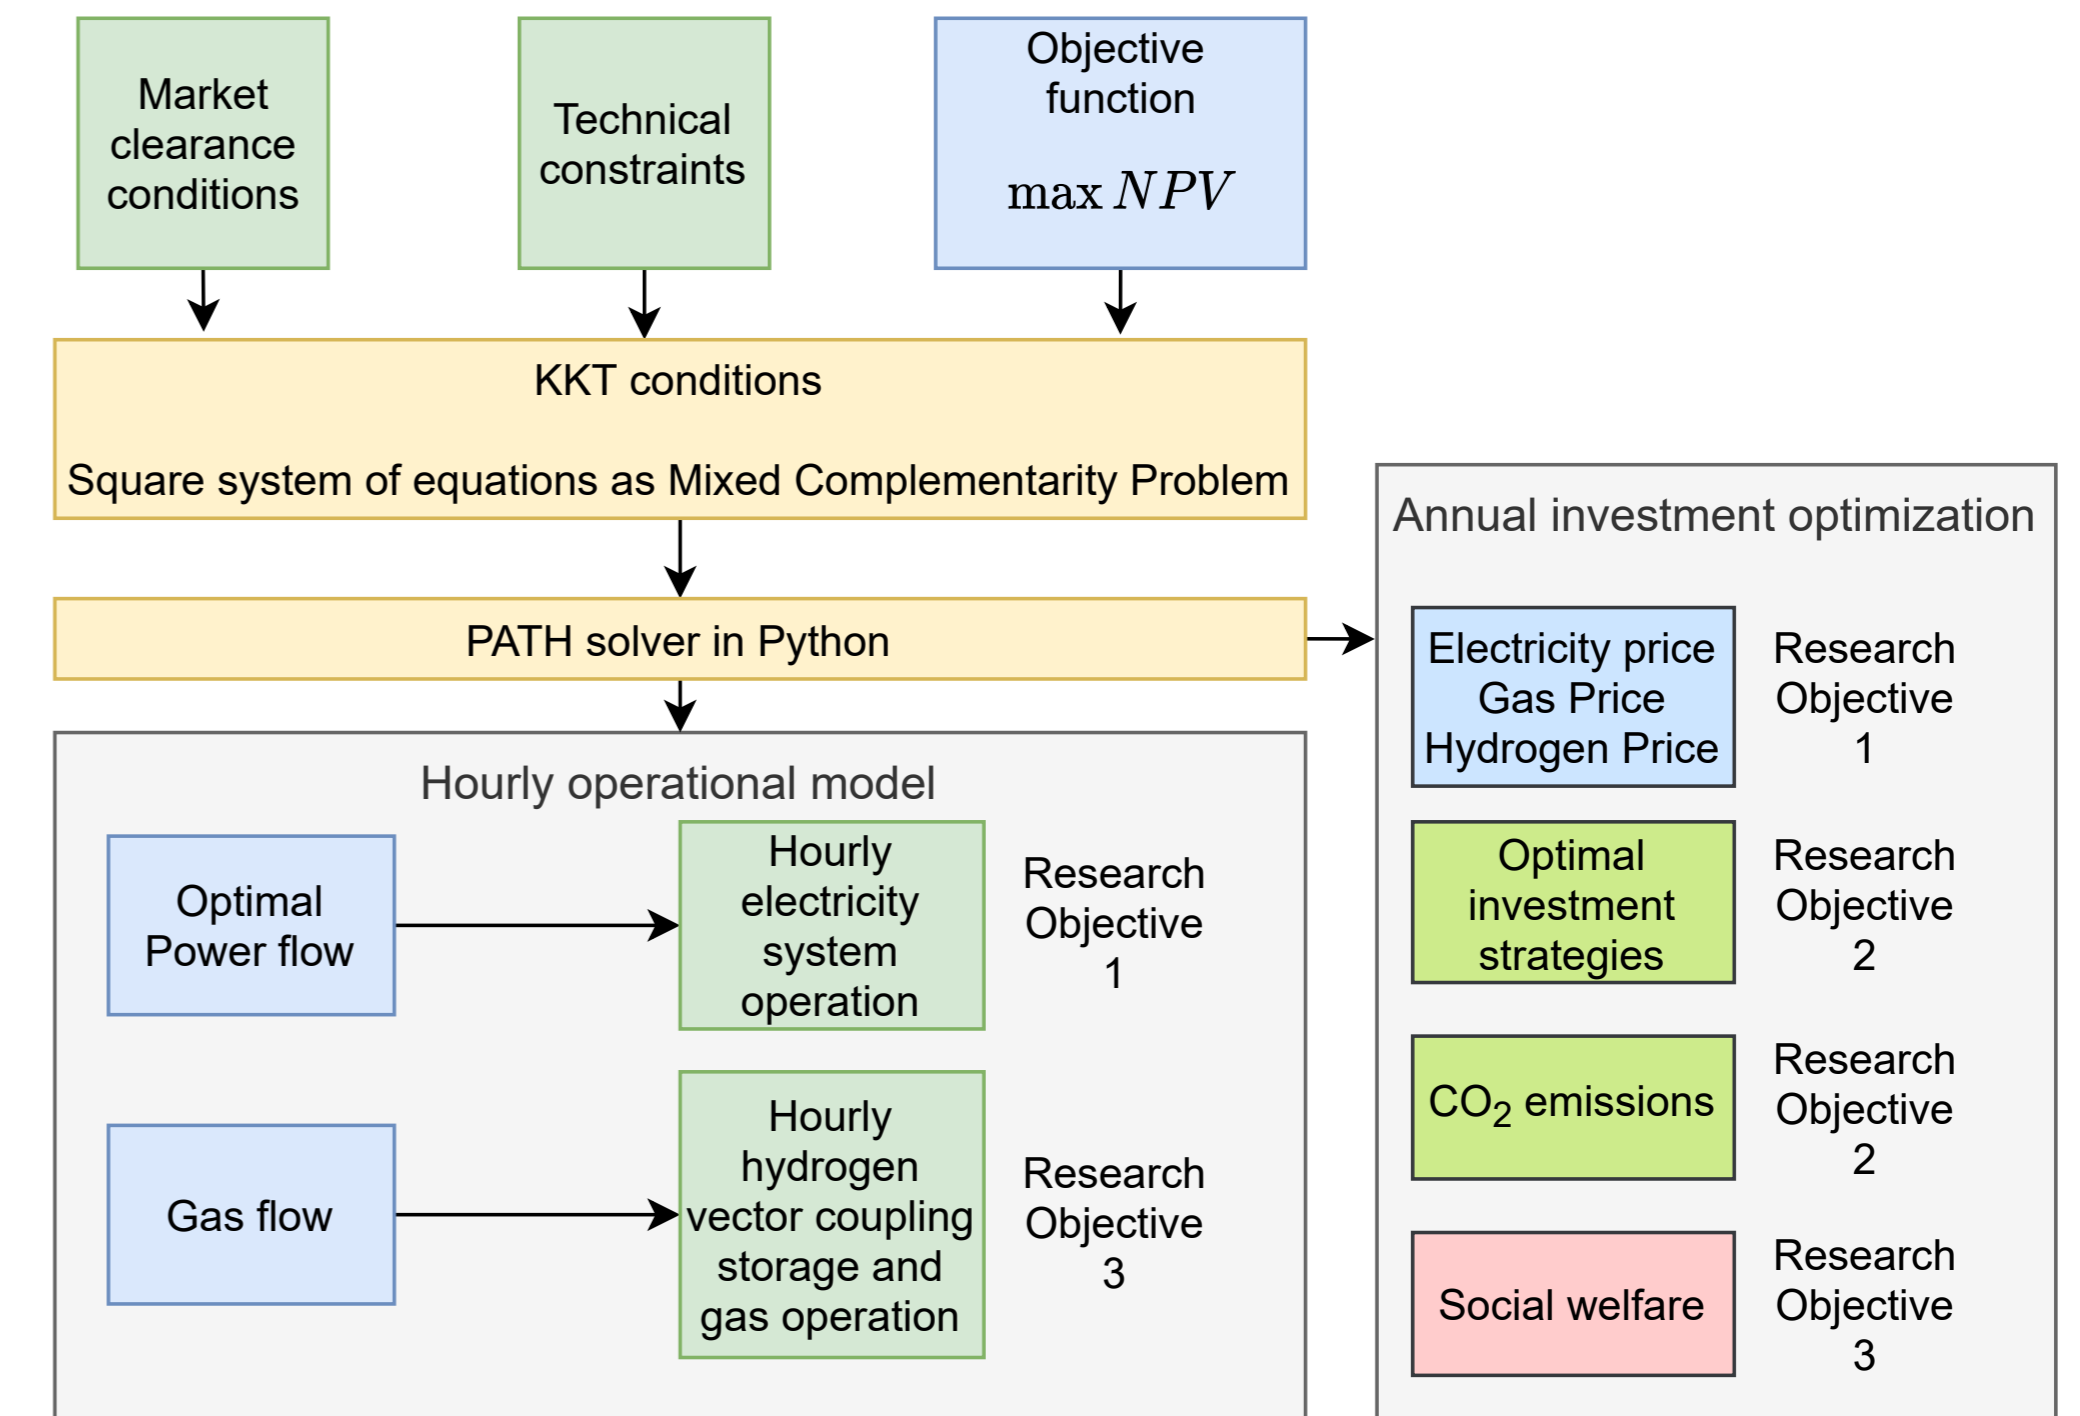 Market
clearance
conditions
Technical
constraints
Objective
function
max NPV
KKT conditions
Square system of equations as Mixed Complementarity Problem
PATH solver in Python
Hourly operational model
Optimal
Power flow
Hourly
electricity
system
operation
Research
Objective
1
Gas flow
Hourly
hydrogen
vector coupling
storage and
gas operation
Research
Objective
3
Annual investment optimization
Electricity price
Gas Price
Hydrogen Price
Research
Objective
1
Optimal
investment
strategies
Research
Objective
2
CO₂ emissions
Research
Objective
2
Social welfare
Research
Objective
3